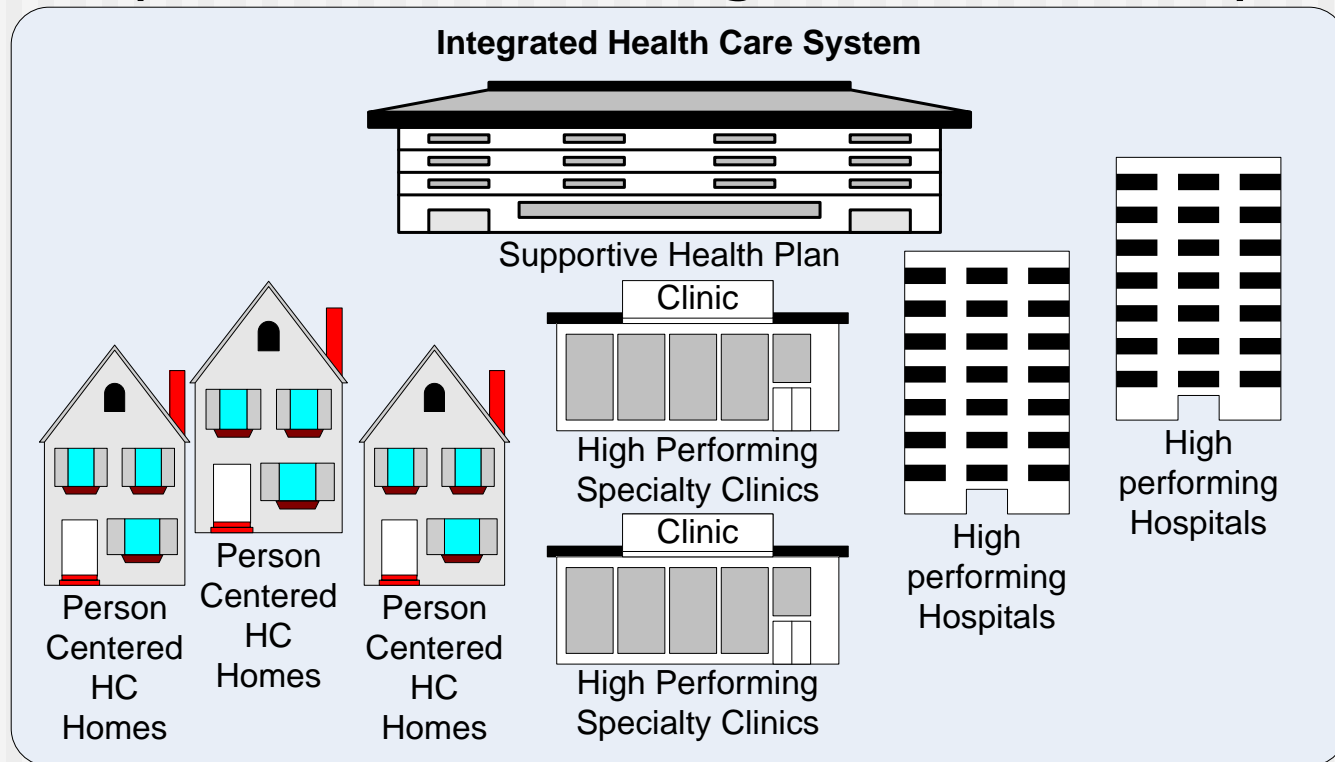 Integrated Health Care System
Supportive Health Plan
Person
Centered
HC
Homes
Person
Centered
HC
Homes
Person
Centered
HC
Homes
Clinic
High Performing
Specialty Clinics
Clinic
High Performing
Specialty Clinics
High
performing
Hospitals
High
performing
Hospitals